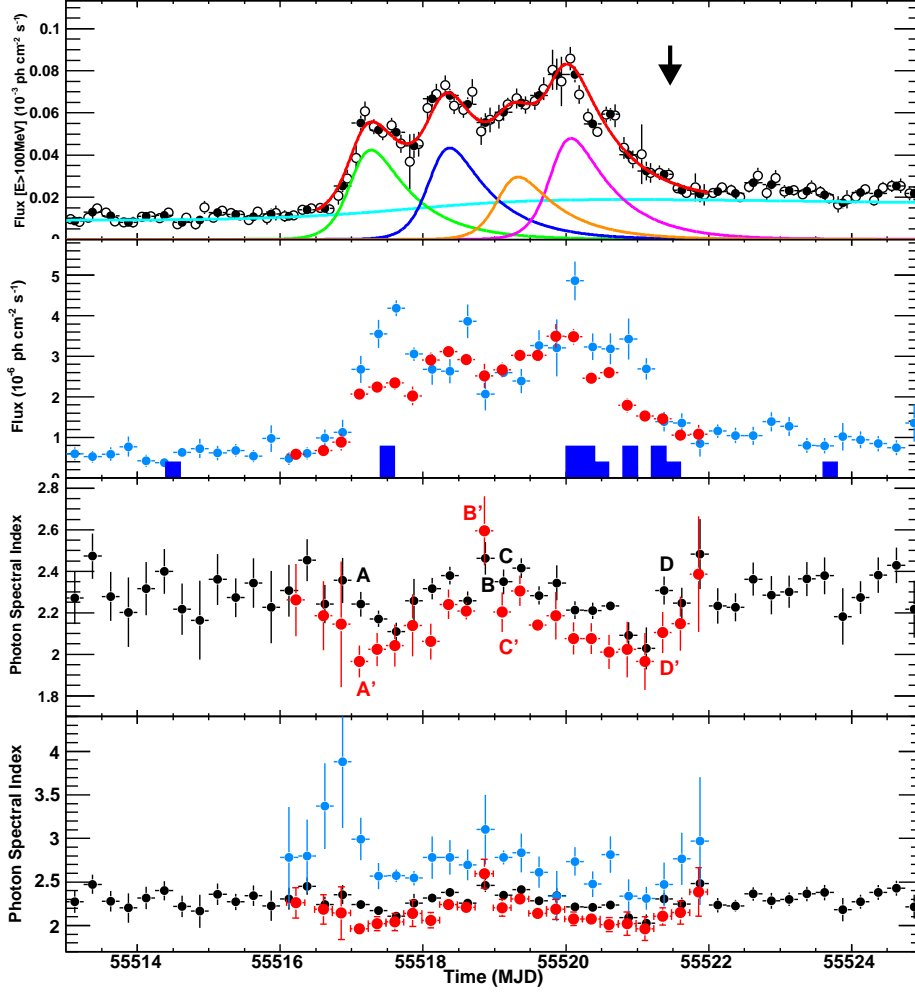 Flux [E>100MeV] (10⁻³ ph cm⁻² s⁻¹)
0.1
0.08
0.06
0.04
0.02
0
Flux (10⁻⁶ ph cm⁻² s⁻¹)
5
4
3
2
1
0
Photon Spectral Index
2.8
2.6
2.4
2.2
2
1.8
B'
C
A
B
D
C'
A'
D'
Photon Spectral Index
4
3.5
3
2.5
2
55514 55516 55518 55520 55522 55524
Time (MJD)